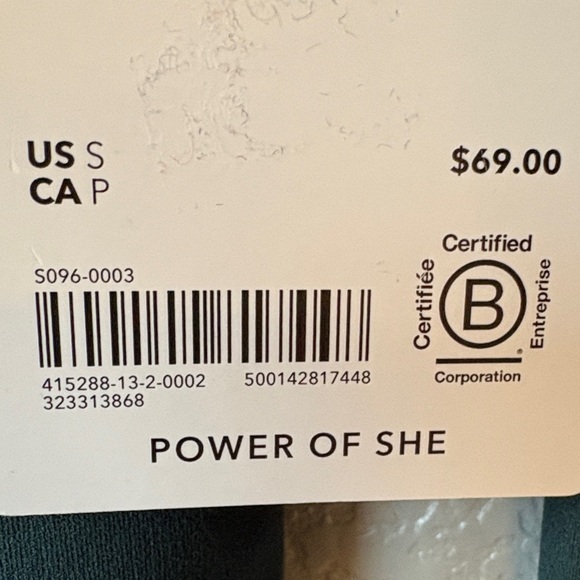 US S
CA P
$69.00
S096-0003
415288-13-2-0002 500142817448
323313868
Certified
Certifiée
B
Entreprise
Corporation
POWER OF SHE